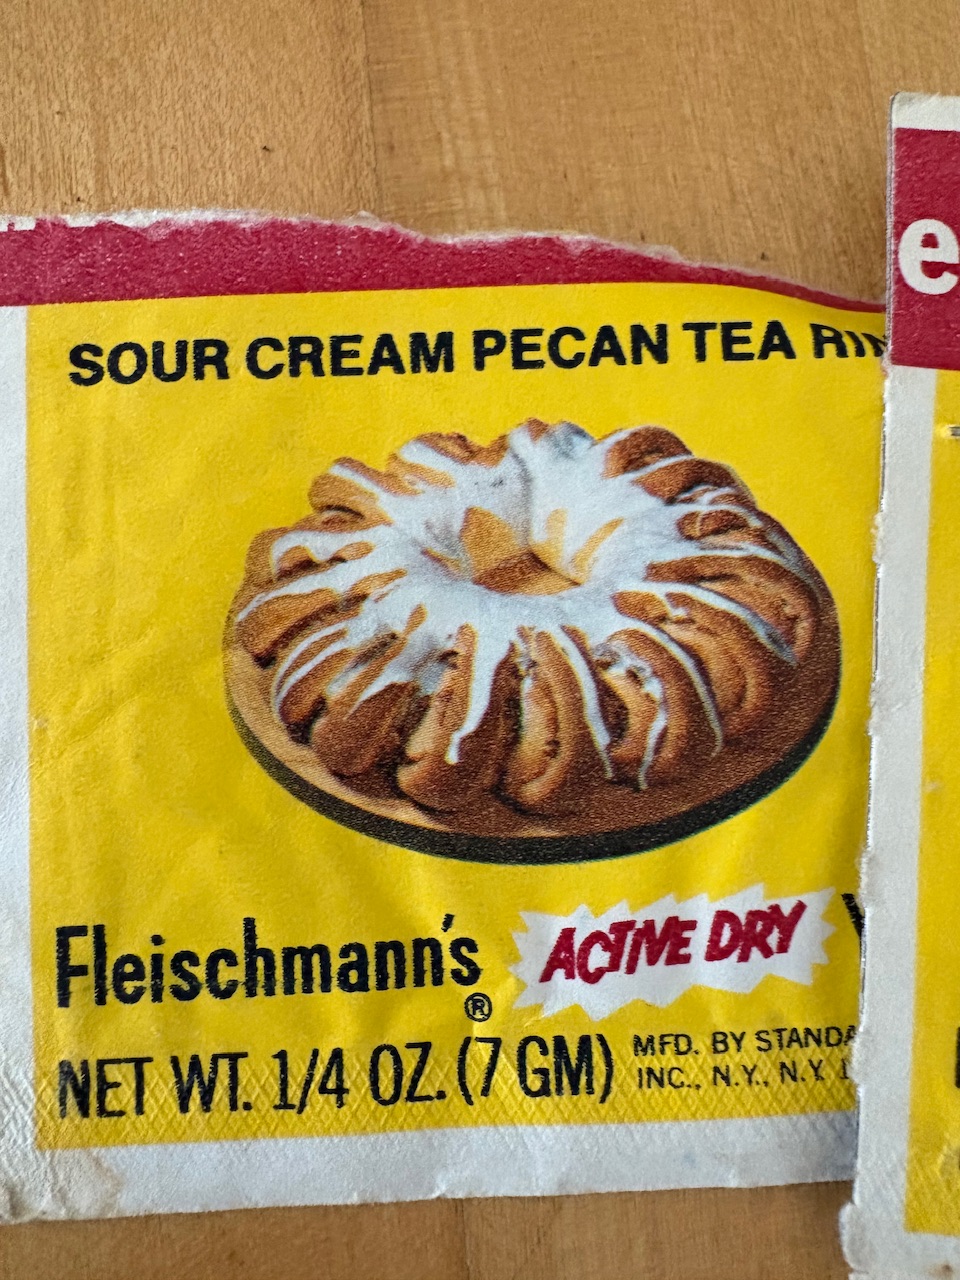 SOUR CREAM PECAN TEA
e
Fleischmann's®
ACTIVE DRY
NET WT. 1/4 OZ. (7 GM)
MFD. BY
INC., N.Y., N.Y.